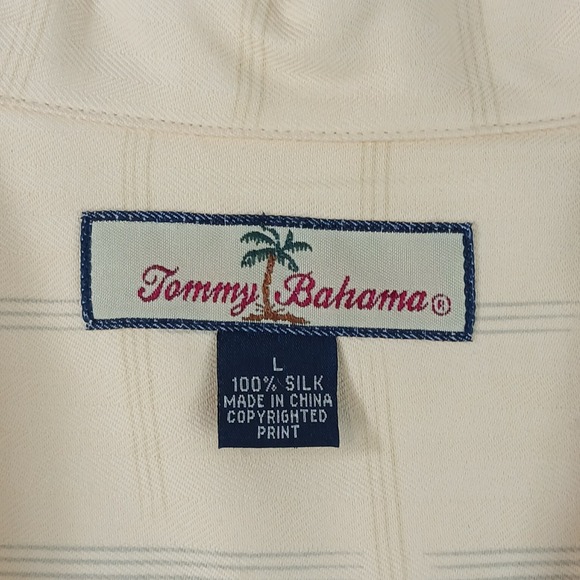 Tommy Bahama®
L
100% SILK
MADE IN CHINA
COPYRIGHTED
PRINT